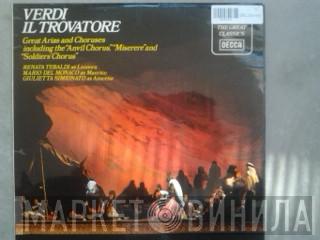 VERDI
IL TROVATORE
Great Arias and Choruses
including the "Anvil Chorus," "Miserere" and
"Soldiers' Chorus"
RENATA TEBALDI as Leonora
MARIO DEL MONACO as Manrico
GIULIETTA SIMIONATO as Azucena
THE GREAT
CLASSICS
DECCA
МАРКЕТ ВИНИЛА